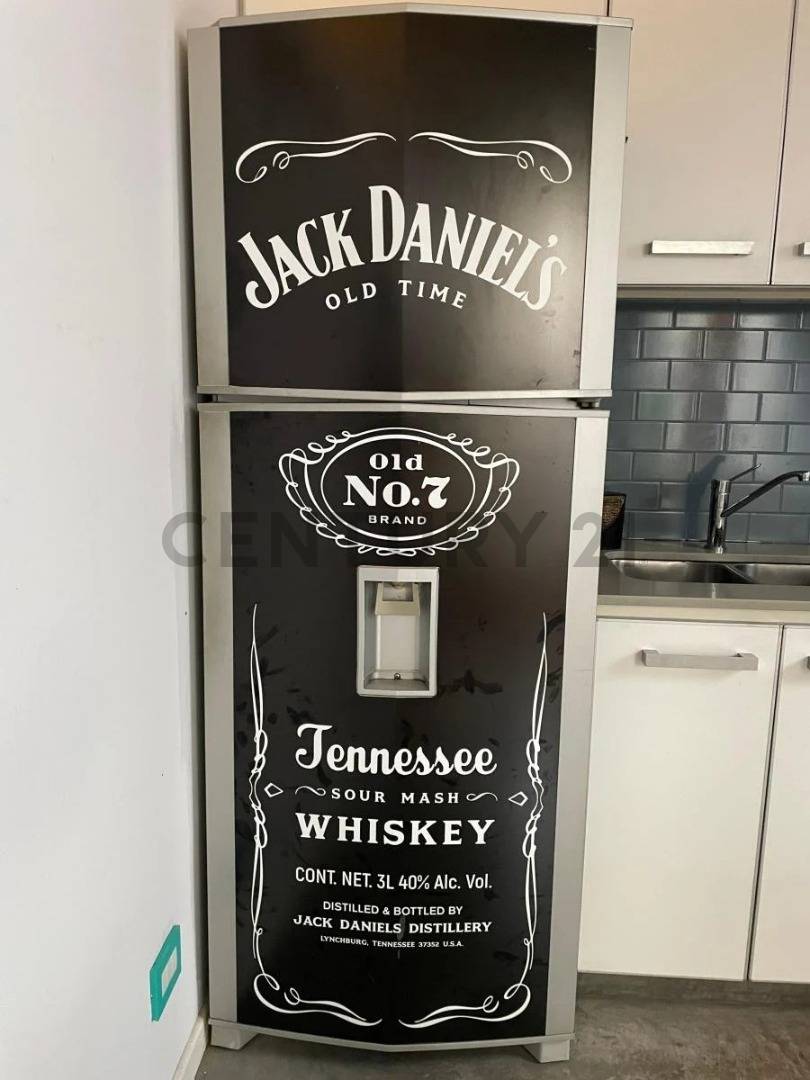 JACK DANIEL'S
OLD TIME
Old
No.7
BRAND
CENTURY 21
Tennessee
SOUR MASH
WHISKEY
CONT. NET. 3L 40% Alc. Vol.
DISTILLED & BOTTLED BY
JACK DANIELS DISTILLERY
LYNCHBURG, TENNESSEE 37352 U.S.A.